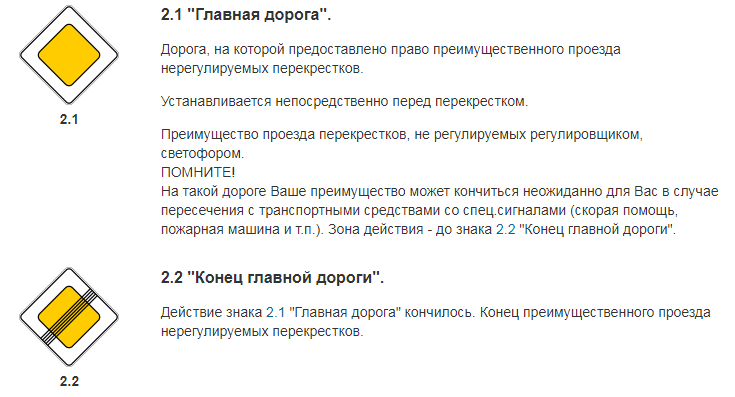 2.1 "Главная дорога".
Дорога, на которой предоставлено право преимущественного проезда
нерегулируемых перекрестков.
2.1
Устанавливается непосредственно перед перекрестком.
Преимущество проезда перекрестков, не регулируемых регулировщиком,
светофором.
ПОМНИТЕ!
На такой дороге Ваше преимущество может кончиться неожиданно для Вас в случае
пересечения с транспортными средствами со спец.сигналами (скорая помощь,
пожарная машина и т.п.). Зона действия - до знака 2.2 "Конец главной дороги".
2.2 "Конец главной дороги".
Действие знака 2.1 "Главная дорога" кончилось. Конец преимущественного проезда
нерегулируемых перекрестков.
2.2